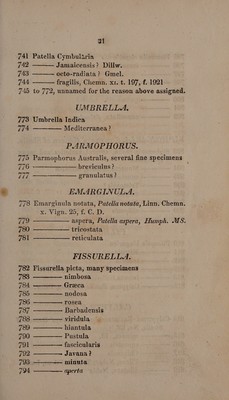 21
741 Patella Cymbularis
742 ——— Jamaicensis? Dillw.
743 ——— octo-radiata? Gmel.
744 ——— fragilis, Chemn. xi. t. 197, f. 1921
745 to 772, unnamed for the reason above assigned.
UMBRELLA.
773 Umbrella Indica
774 ——— Mediterranea?
PARMOPHORUS.
775 Parmophorus Australis, several fine specimens
776 ——— breviculus?
777 ——— granulatus?
EMARGINULA.
778 Emarginula notata, Patella notata, Linn. Chemn.
x. Vign. 25, f. C. D.
779 ——— aspera, Patella aspera, Humph. MS.
780 ——— tricostata
781 ——— reticulata
FISSURELLA.
782 Fissurella picta, many specimens
783 ——— nimbosa
784 ——— Græca
785 ——— nodosa
786 ——— rosea
787 ——— Barbadensis
788 ——— viridula
789 ——— hiantula
790 ——— Pustula
791 ——— fascicularis
792 ——— Javana?
793 ——— minuta
794 ——— aperta